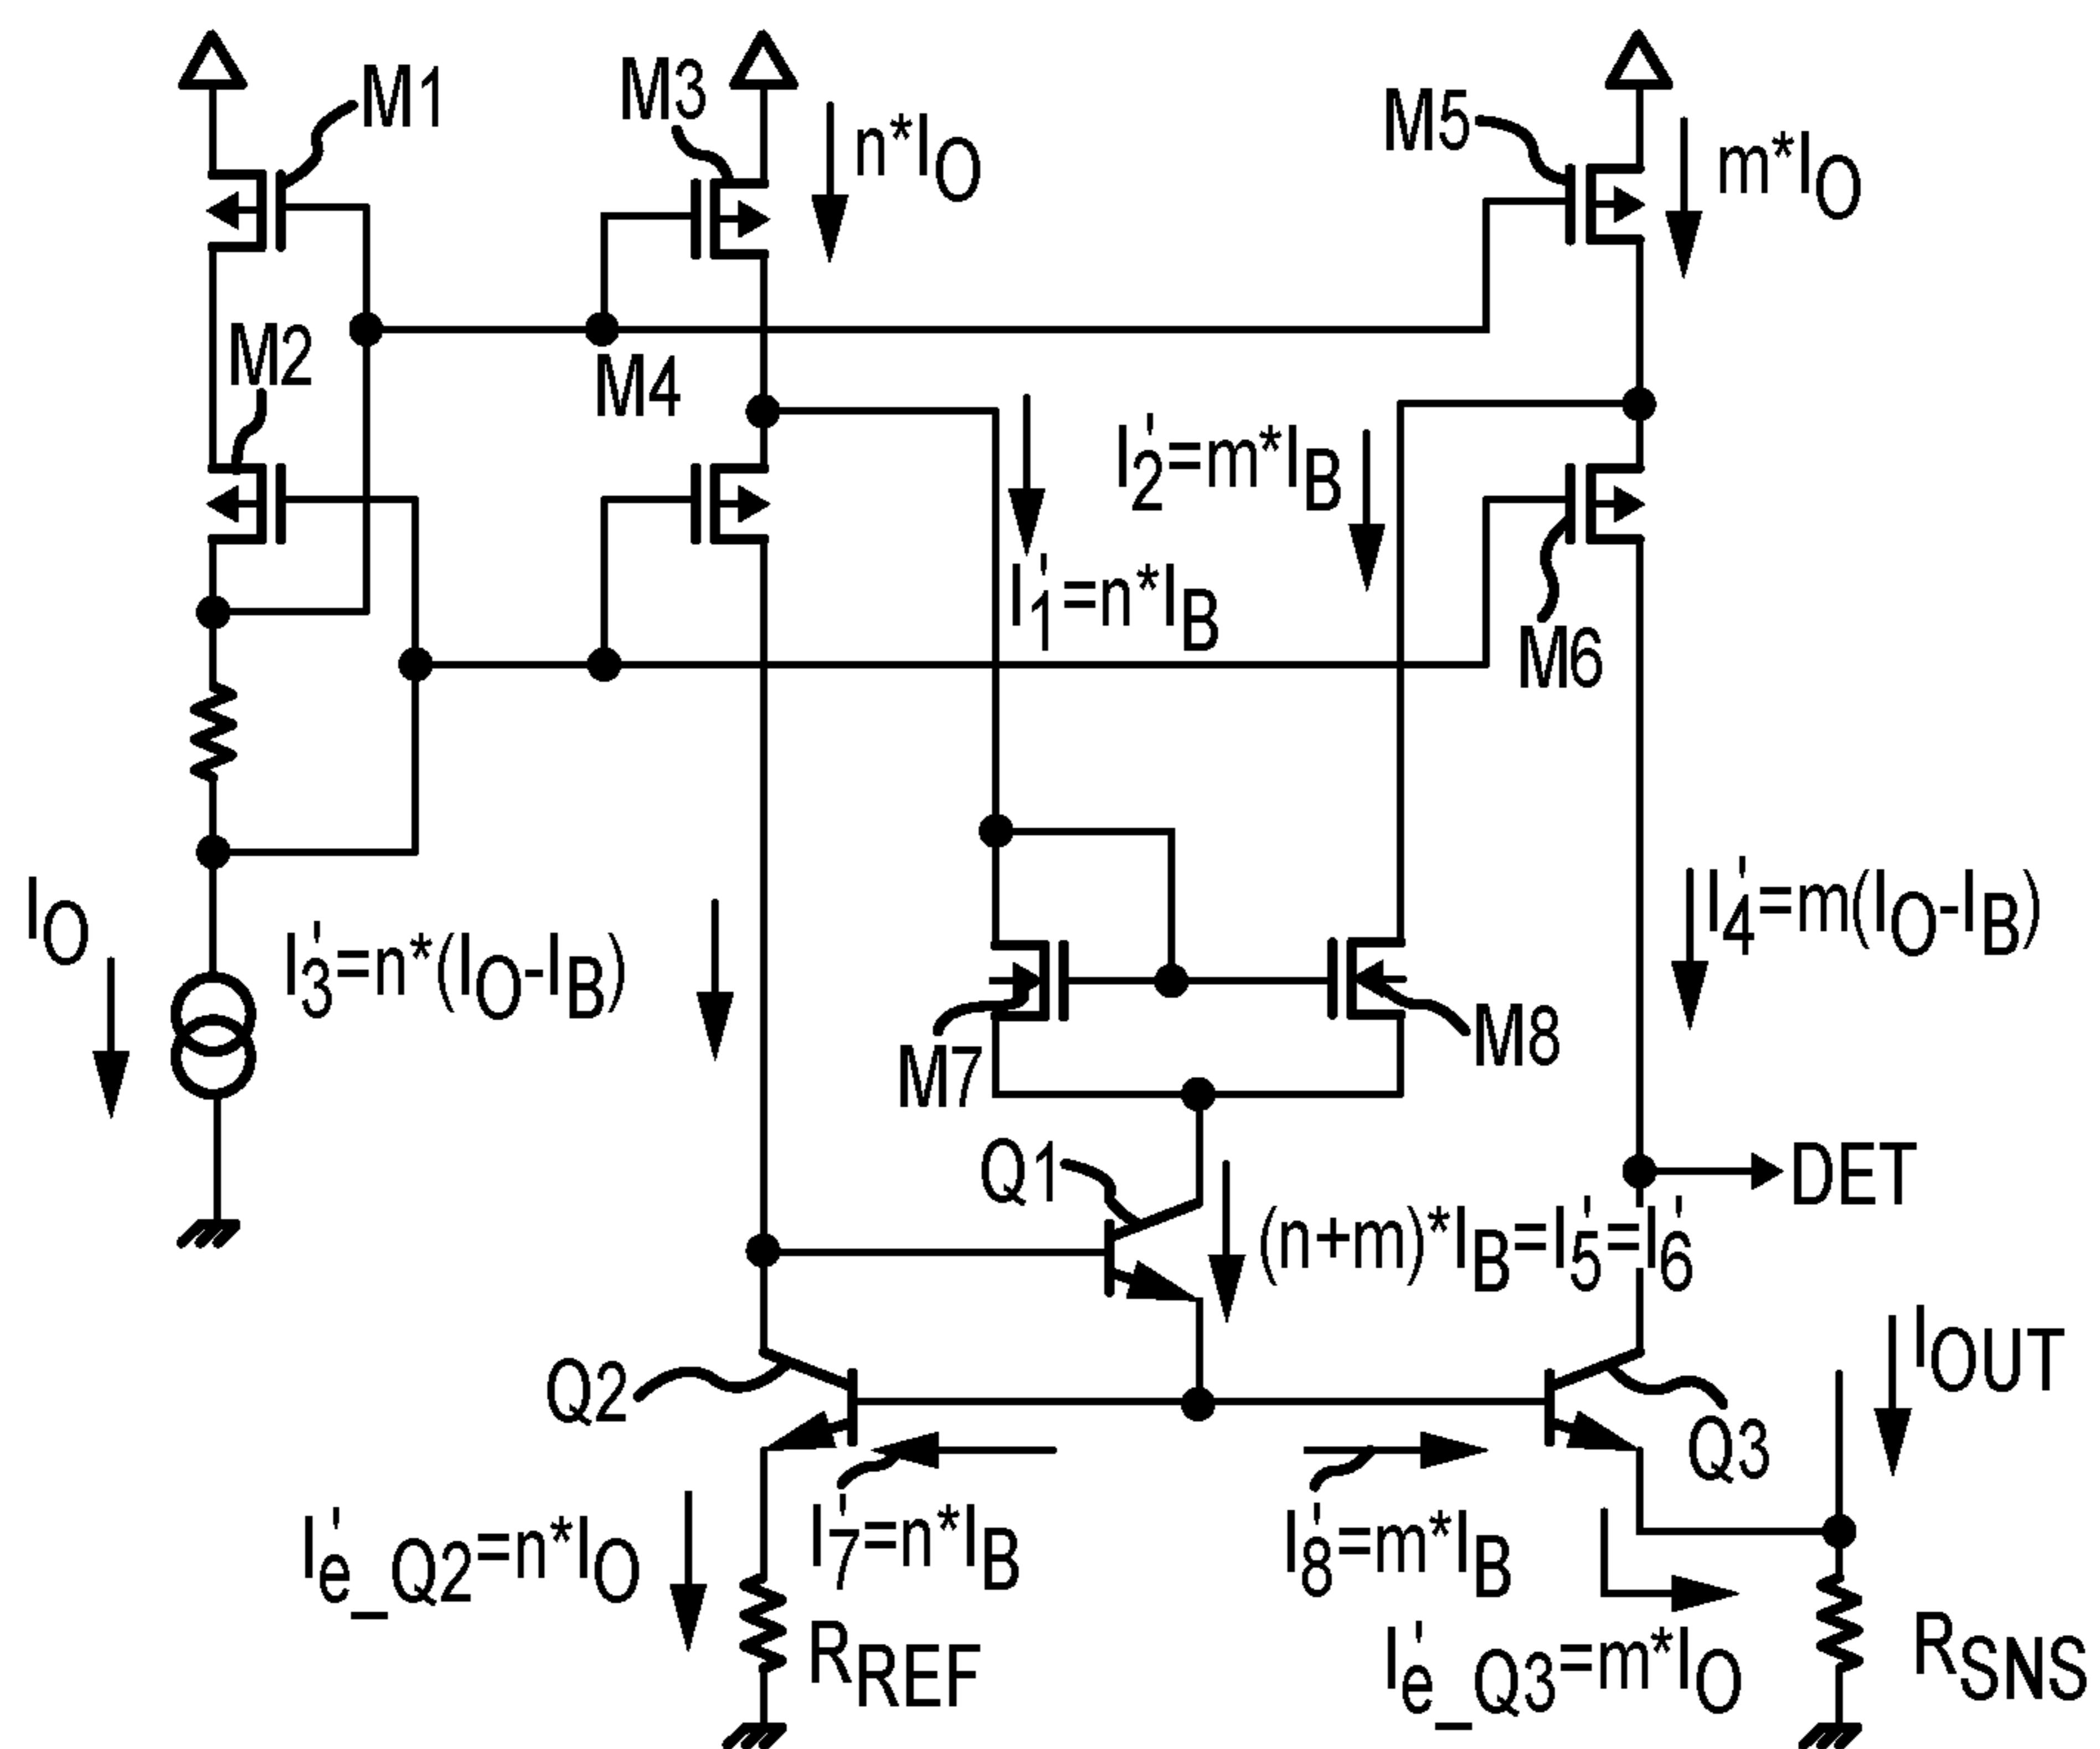 M1
M3
n*IO
M5
m*IO
M2
M4
I'2=m*IB
I'1=n*IB
M6
IO
I'3=n*(IO-IB)
I'4=m(IO-IB)
M7
M8
Q1
DET
(n+m)*IB=I'5=I'6
Q2
IOUT
Q3
I'e_Q2=n*IO
I'7=n*IB
I'8=m*IB
RREF
I'e_Q3=m*IO
RSNS